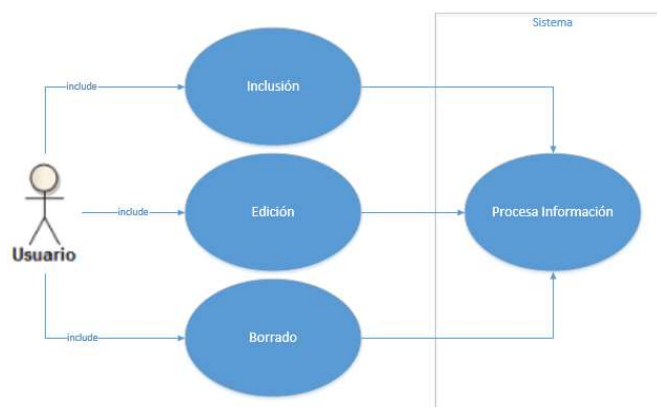 Sistema
include
Inclusión
include
Edición
Procesa Información
Usuario
include
Borrado